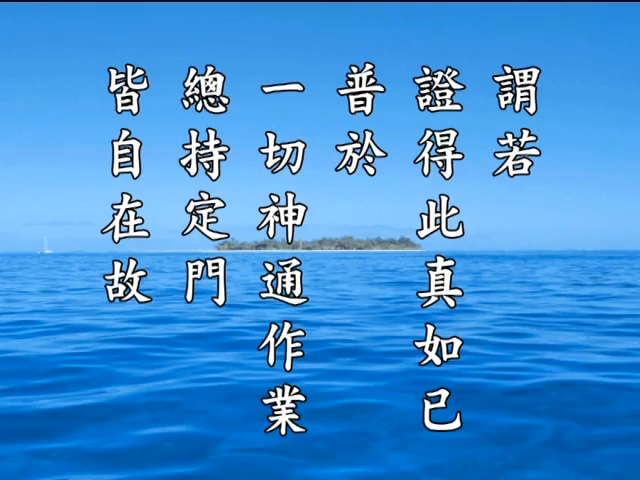 謂若
證得此真如已
普於
一切神通作業
總持定門
皆自在故